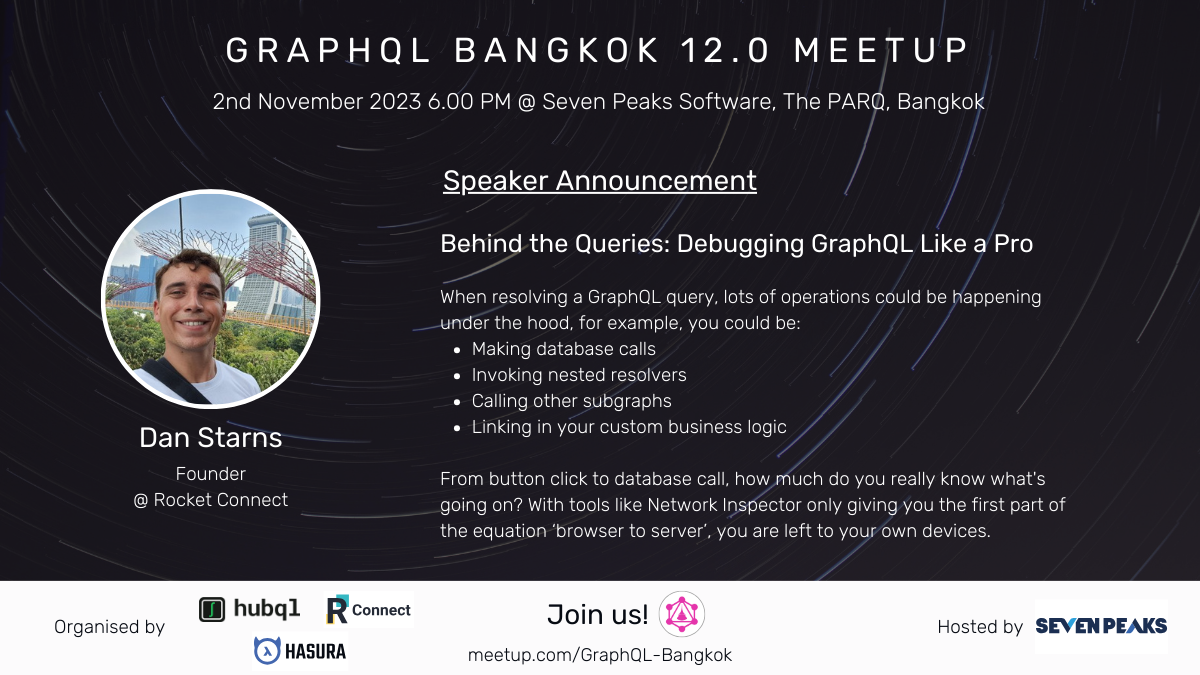 GRAPHQL BANGKOK 12.0 MEETUP
2nd November 2023 6.00 PM @ Seven Peaks Software, The PARQ, Bangkok
Speaker Announcement
Behind the Queries: Debugging GraphQL Like a Pro
When resolving a GraphQL query, lots of operations could be happening
under the hood, for example, you could be:
• Making database calls
• Invoking nested resolvers
• Calling other subgraphs
• Linking in your custom business logic
From button click to database call, how much do you really know what's
going on? With tools like Network Inspector only giving you the first part of
the equation ‘browser to server’, you are left to your own devices.
Dan Starns
Founder
@ Rocket Connect
Organised by
hubql
R Connect
HASURA
Join us!
meetup.com/GraphQL-Bangkok
Hosted by
SEVEN PEAKS